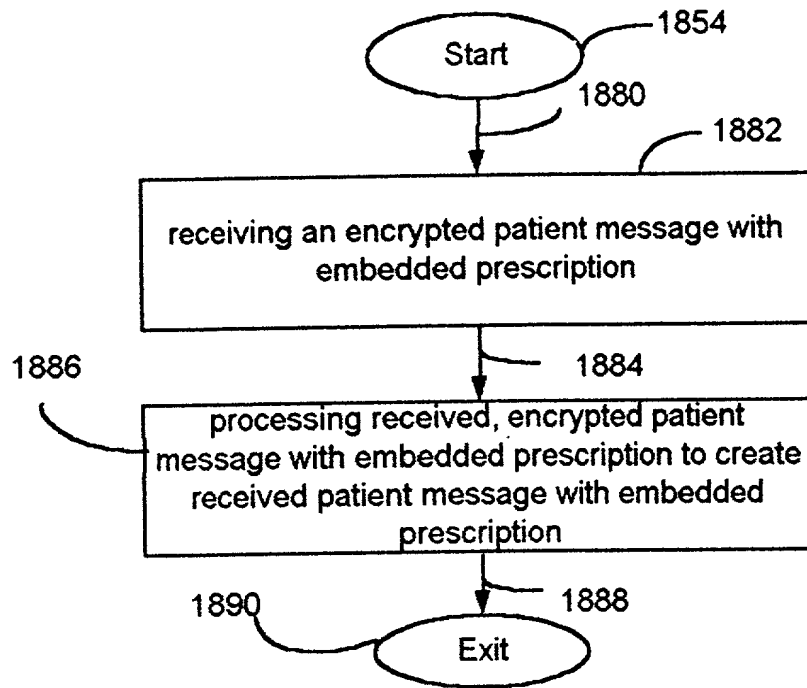 1854
Start
1880
1882
receiving an encrypted patient message with
embedded prescription
1884
1886
processing received, encrypted patient
message with embedded prescription to create
received patient message with embedded
prescription
1888
1890
Exit